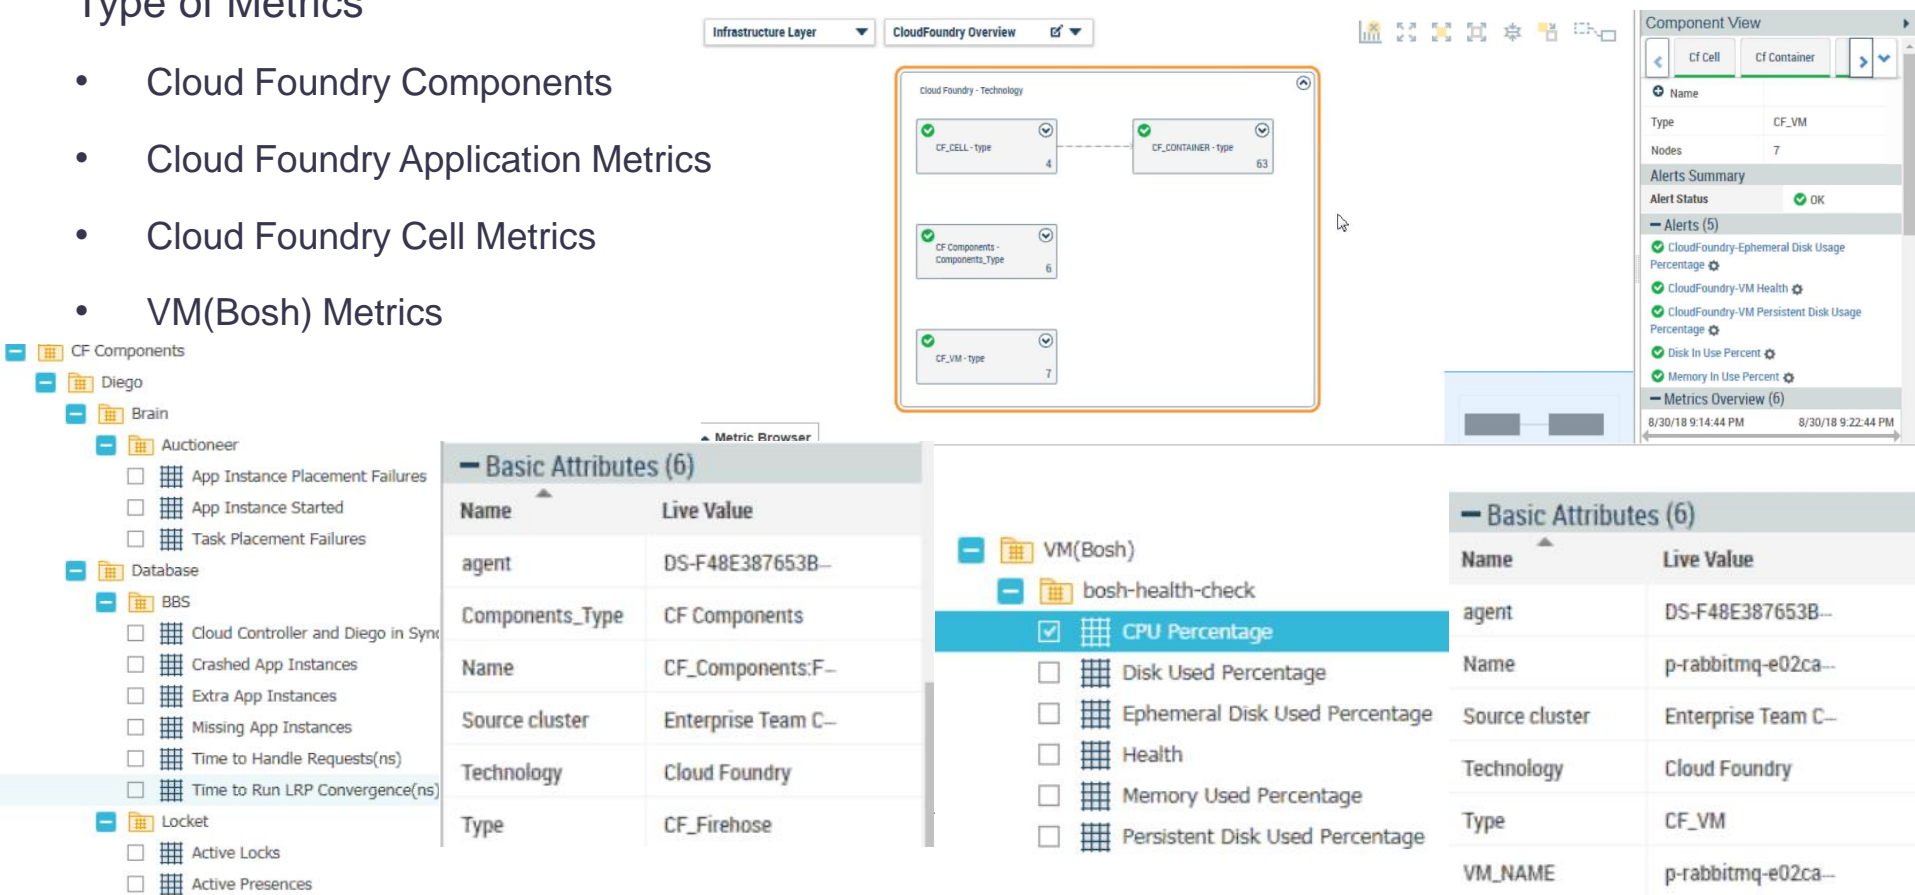 Type of Metrics
• Cloud Foundry Components
• Cloud Foundry Application Metrics
• Cloud Foundry Cell Metrics
• VM(Bosh) Metrics
Infrastructure Layer
CloudFoundry Overview
Cloud Foundry - Technology
CF_CELL - type
4
CF_CONTAINER - type
63
CF Components -
Components_Type
6
CF_VM - type
7
Metric Browser
Component View
Cf Cell
Cf Container
Name
Type CF_VM
Nodes 7
Alerts Summary
Alert Status OK
Alerts (5)
CloudFoundry-Ephemeral Disk Usage
Percentage
CloudFoundry-VM Health
CloudFoundry-VM Persistent Disk Usage
Percentage
Disk In Use Percent
Memory In Use Percent
Metrics Overview (6)
8/30/18 9:14:44 PM 8/30/18 9:22:44 PM
CF Components
Diego
Brain
Auctioneer
App Instance Placement Failures
App Instance Started
Task Placement Failures
Database
BBS
Cloud Controller and Diego in Sync
Crashed App Instances
Extra App Instances
Missing App Instances
Time to Handle Requests(ns)
Time to Run LRP Convergence(ns)
Locket
Active Locks
Active Presences
Basic Attributes (6)
Name Live Value
agent DS-F48E387653B...
Components_Type CF Components
Name CF_Components:F...
Source cluster Enterprise Team C...
Technology Cloud Foundry
Type CF_Firehose
VM(Bosh)
bosh-health-check
CPU Percentage
Disk Used Percentage
Ephemeral Disk Used Percentage
Health
Memory Used Percentage
Persistent Disk Used Percentage
Basic Attributes (6)
Name Live Value
agent DS-F48E387653B...
Name p-rabbitmq-e02ca...
Source cluster Enterprise Team C...
Technology Cloud Foundry
Type CF_VM
VM_NAME p-rabbitmq-e02ca...